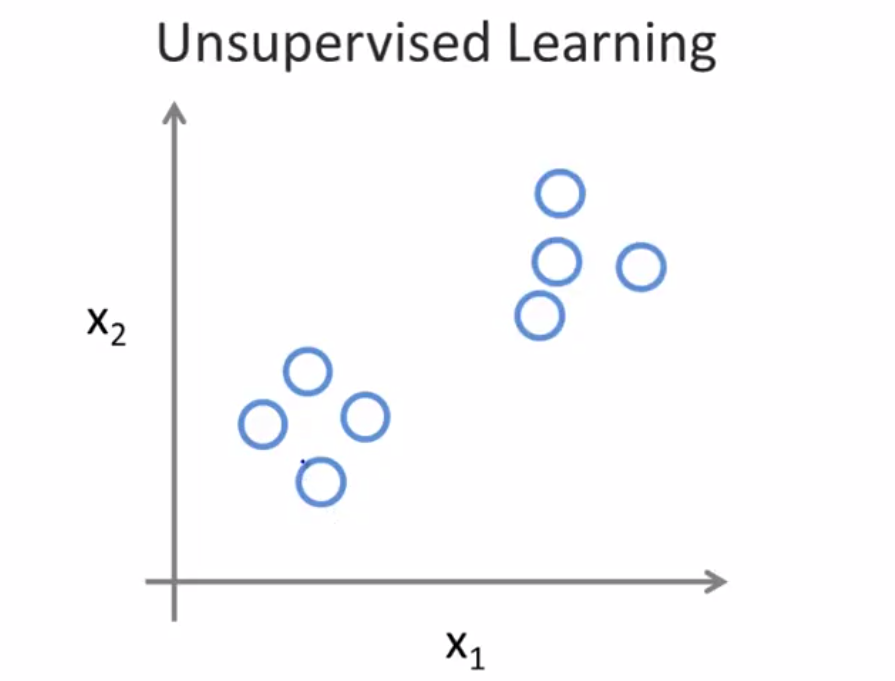 Unsupervised Learning
x₂
x₁